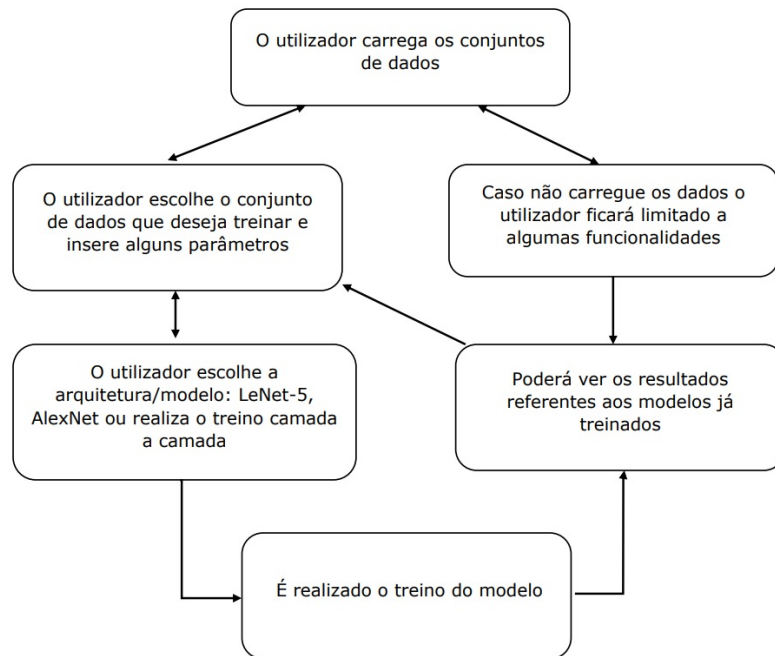 O utilizador carrega os conjuntos
de dados
O utilizador escolhe o conjunto
de dados que deseja treinar e
insere alguns parâmetros
Caso não carregue os dados o
utilizador ficará limitado a
algumas funcionalidades
O utilizador escolhe a
arquitetura/modelo: LeNet-5,
AlexNet ou realiza o treino camada
a camada
Poderá ver os resultados
referentes aos modelos já
treinados
É realizado o treino do modelo